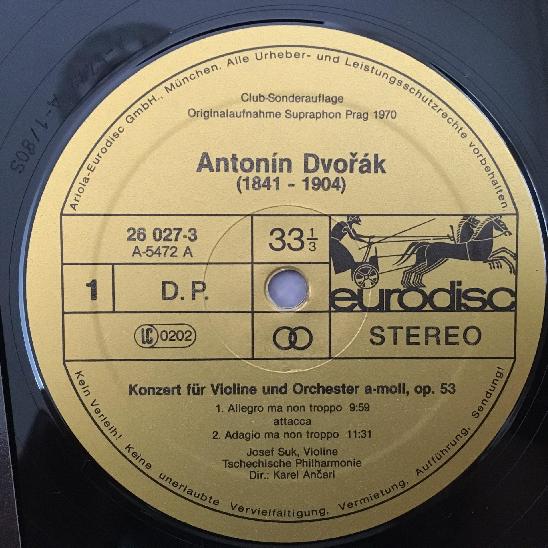 Ariola-Eurodisc GmbH., München. Alle Urheber- und Leistungsschutzrechte vorbehalten
Club-Sonderauflage
Originalaufnahme Supraphon Prag 1970
Antonín Dvořák
(1841 - 1904)
26 027-3
A-5472 A
33 1/3
1
D. P.
eurodisc
LC 0202
STEREO
Konzert für Violine und Orchester a-moll, op. 53
1. Allegro ma non troppo 9:59
attacca
2. Adagio ma non troppo 11:31
Josef Suk, Violine
Tschechische Philharmonie
Dir.: Karel Ančerl
Kein Verleih! Keine unerlaubte Vervielfältigung, Vermietung, Aufführung, Sendung!